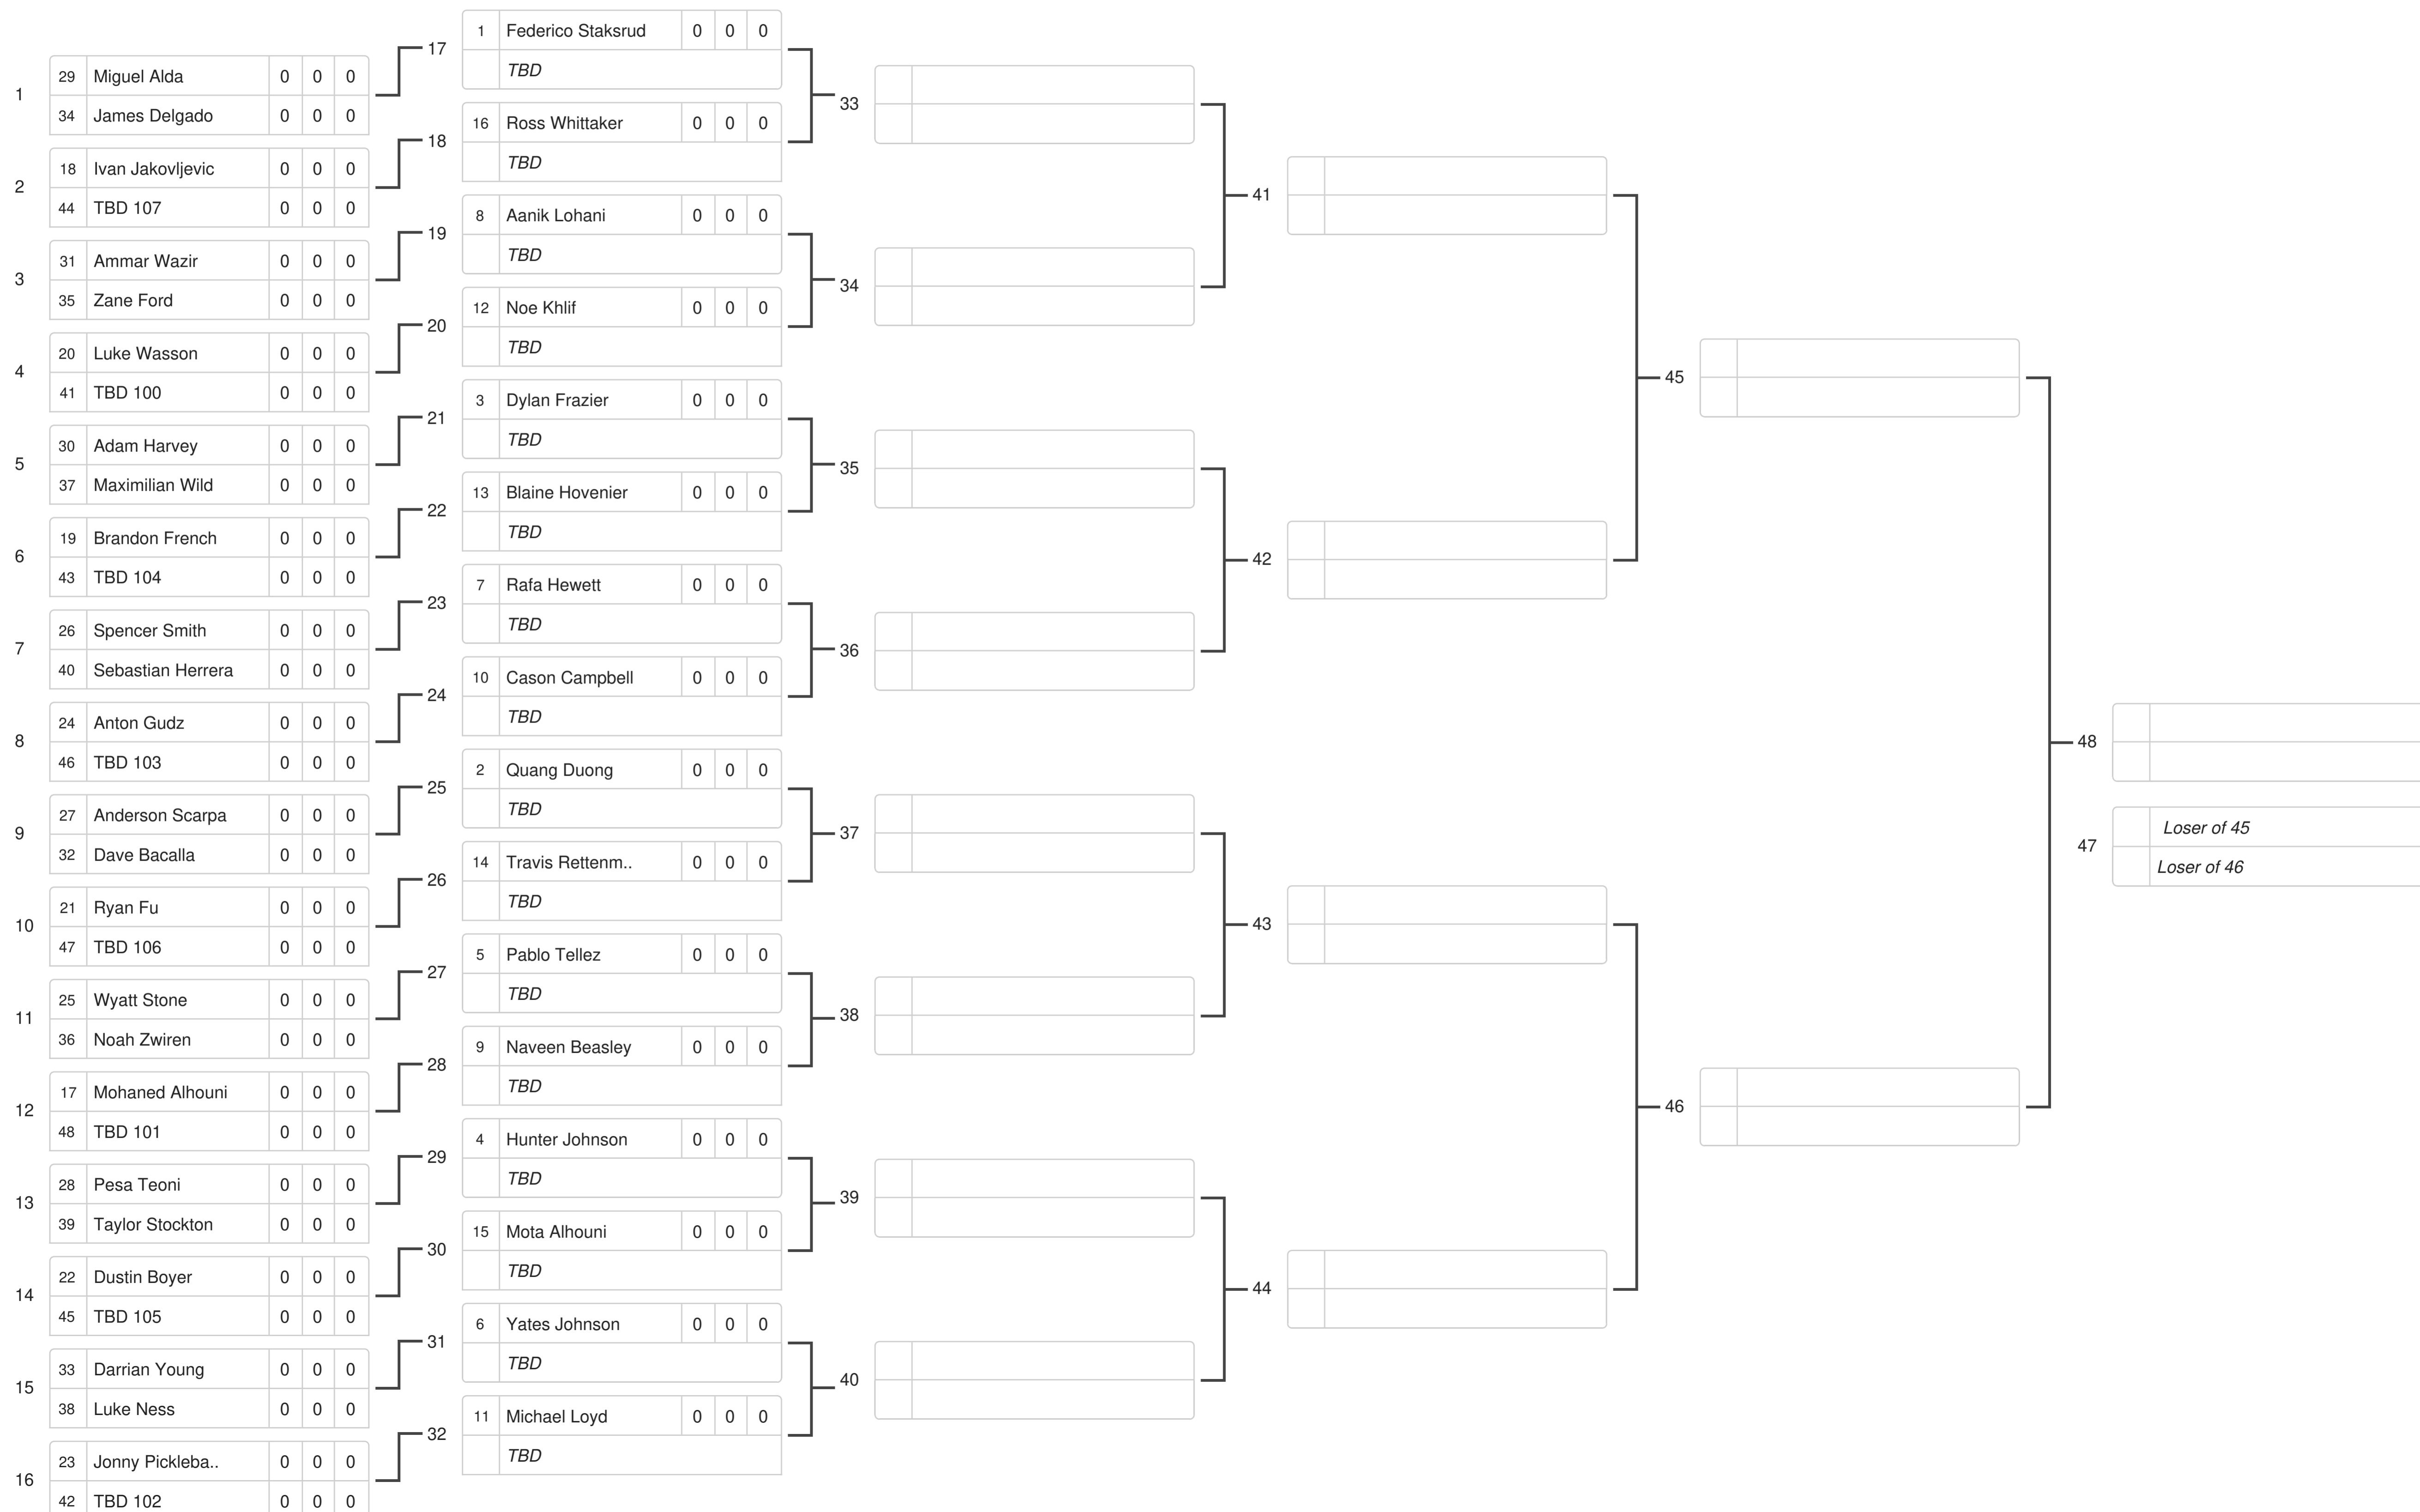 1
29 Miguel Alda 0 0 0
34 James Delgado 0 0 0
2
18 Ivan Jakovljevic 0 0 0
44 TBD 107 0 0 0
3
31 Ammar Wazir 0 0 0
35 Zane Ford 0 0 0
4
20 Luke Wasson 0 0 0
41 TBD 100 0 0 0
5
30 Adam Harvey 0 0 0
37 Maximilian Wild 0 0 0
6
19 Brandon French 0 0 0
43 TBD 104 0 0 0
7
26 Spencer Smith 0 0 0
40 Sebastian Herrera 0 0 0
8
24 Anton Gudz 0 0 0
46 TBD 103 0 0 0
9
27 Anderson Scarpa 0 0 0
32 Dave Bacalla 0 0 0
10
21 Ryan Fu 0 0 0
47 TBD 106 0 0 0
11
25 Wyatt Stone 0 0 0
36 Noah Zwiren 0 0 0
12
17 Mohaned Alhouni 0 0 0
48 TBD 101 0 0 0
13
28 Pesa Teoni 0 0 0
39 Taylor Stockton 0 0 0
14
22 Dustin Boyer 0 0 0
45 TBD 105 0 0 0
15
33 Darrian Young 0 0 0
38 Luke Ness 0 0 0
16
23 Jonny Pickleba.. 0 0 0
42 TBD 102 0 0 0
17
1 Federico Staksrud 0 0 0
TBD
18
16 Ross Whittaker 0 0 0
TBD
19
8 Aanik Lohani 0 0 0
TBD
20
12 Noe Khlif 0 0 0
TBD
21
3 Dylan Frazier 0 0 0
TBD
22
13 Blaine Hovenier 0 0 0
TBD
23
7 Rafa Hewett 0 0 0
TBD
24
10 Cason Campbell 0 0 0
TBD
25
2 Quang Duong 0 0 0
TBD
26
14 Travis Rettenm.. 0 0 0
TBD
27
5 Pablo Tellez 0 0 0
TBD
28
9 Naveen Beasley 0 0 0
TBD
29
4 Hunter Johnson 0 0 0
TBD
30
15 Mota Alhouni 0 0 0
TBD
31
6 Yates Johnson 0 0 0
TBD
32
11 Michael Loyd 0 0 0
TBD
33
34
35
36
37
38
39
40
41
42
43
44
45
46
48
47
Loser of 45
Loser of 46